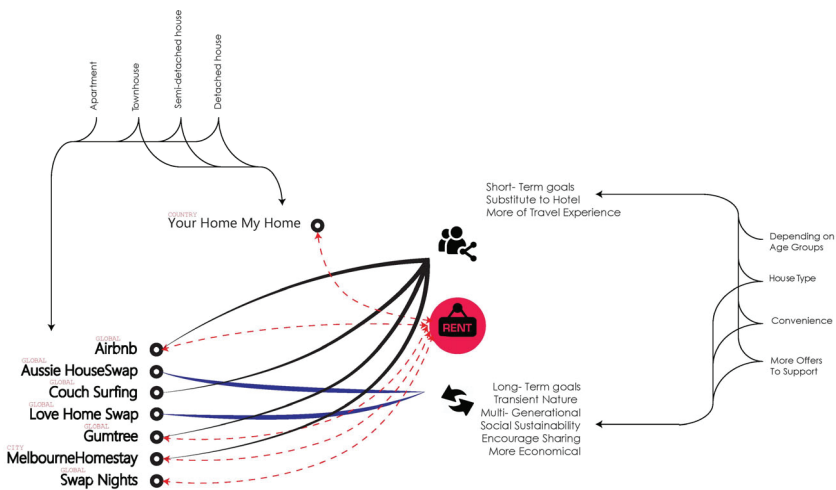 Apartment
Townhouse
Semi-detached house
Detached house
COUNTRY
Your Home My Home
Short- Term goals
Substitute to Hotel
More of Travel Experience
Depending on
Age Groups
House Type
Convenience
More Offers
To Support
RENT
GLOBAL
Airbnb
GLOBAL
Aussie HouseSwap
GLOBAL
Couch Surfing
GLOBAL
Love Home Swap
GLOBAL
Gumtree
CITY
MelbourneHomestay
GLOBAL
Swap Nights
Long- Term goals
Transient Nature
Multi- Generational
Social Sustainability
Encourage Sharing
More Economical